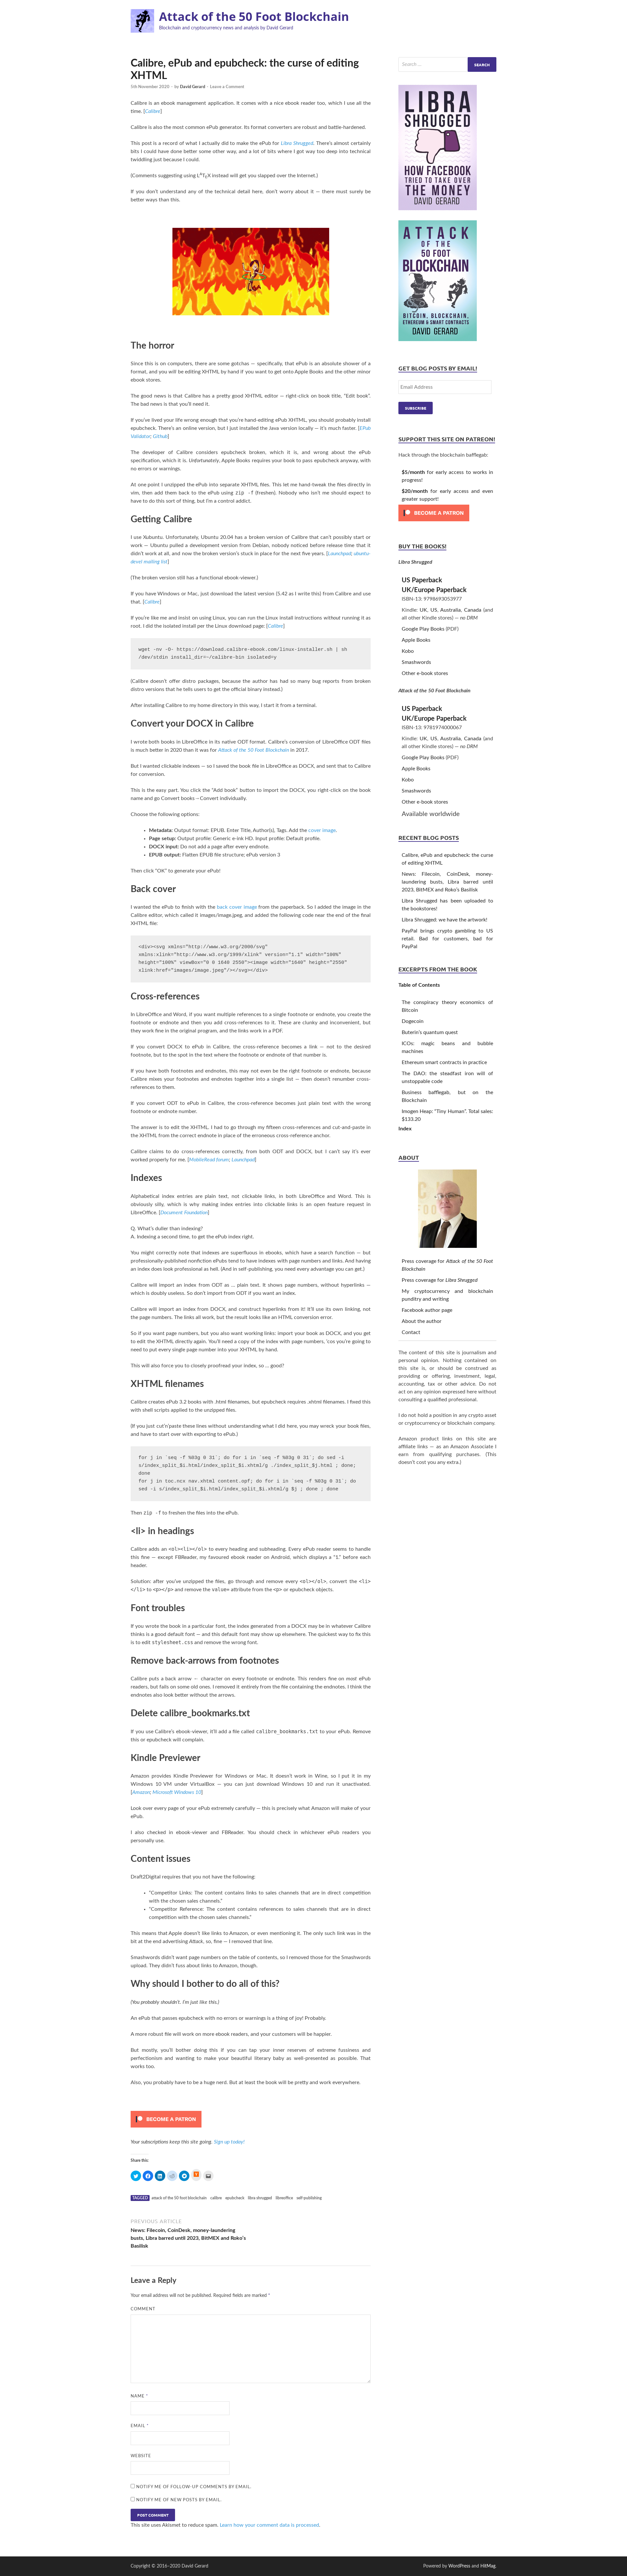 Attack of the 50 Foot Blockchain
Blockchain and cryptocurrency news and analysis by David Gerard
Calibre, ePub and epubcheck: the curse of editing
XHTML
5th November 2020 - by David Gerard - Leave a Comment
Calibre is an ebook management application. It comes with a nice ebook reader too, which I use all the
time. [Calibre]
Calibre is also the most common ePub generator. Its format converters are robust and battle-hardened.
This post is a record of what I actually did to make the ePub for Libra Shrugged. There's almost certainly
bits I could have done better some other way, and a lot of bits where I got way too deep into pointless
twiddling just because I could.
(Comments suggesting using LATEX instead will get you slapped over the Internet.)
If you don't understand any of the technical detail here, don't worry about it — there must surely be
better ways than this.
The horror
Since this is on computers, there are some gotchas — specifically, that ePub is an absolute shower of
a format, and you will be editing XHTML by hand if you want to get onto Apple Books and the other minor
ebook stores.
The good news is that Calibre has a pretty good XHTML editor — right-click on book title, "Edit book".
The bad news is that you'll need it.
If you've lived your life wrong enough that you're hand-editing ePub XHTML, you should probably install
epubcheck. There's an online version, but I just installed the Java version locally — it's much faster. [EPub
Validator; Github]
The developer of Calibre considers epubcheck broken, which it is, and wrong about the ePub
specification, which it is. Unfortunately, Apple Books requires your book to pass epubcheck anyway, with
no errors or warnings.
At one point I unzipped the ePub into separate XHTML files. This let me hand tweak the files directly in
vim, then add them back to the ePub using zip -f (freshen). Nobody who isn't me is insane enough
to do this sort of thing, but I'm a control addict.
Getting Calibre
I use Xubuntu. Unfortunately, Ubuntu 20.04 has a broken version of Calibre that can't possibly start or
use — Ubuntu pulled a development version from Debian, nobody noticed before release time that it
didn't work at all, and now the broken version's stuck in place for the next five years. [Launchpad; ubuntu-
devel mailing list]
(The broken version still has a functional ebook-viewer.)
If you have Windows or Mac, just download the latest version (5.42 as I write this) from Calibre and use
that. [Calibre]
If you're like me and insist on using Linux, you can run the Linux install instructions without running it as
root. I did the isolated install per the Linux download page: [Calibre]
wget -nv -O- https://download.calibre-ebook.com/linux-installer.sh | sh
/dev/stdin install_dir=~/calibre-bin isolated=y
(Calibre doesn't offer distro packages, because the author has had so many bug reports from broken
distro versions that he tells users to get the official binary instead.)
After installing Calibre to my home directory in this way, I start it from a terminal.
Convert your DOCX in Calibre
I wrote both books in LibreOffice in its native ODT format. Calibre's conversion of LibreOffice ODT files
is much better in 2020 than it was for Attack of the 50 Foot Blockchain in 2017.
But I wanted clickable indexes — so I saved the book file in LibreOffice as DOCX, and sent that to Calibre
for conversion.
This is the easy part. You click the "Add book" button to import the DOCX, you right-click on the book
name and go Convert books – Convert Individually.
Choose the following options:
• Metadata: Output format: EPUB. Enter Title, Author(s), Tags. Add the cover image.
• Page setup: Output profile: Generic e-ink HD. Input profile: Default profile.
• DOCX input: Do not add a page after every endnote.
• EPUB output: Flatten EPUB file structure; ePub version 3
Then click "OK" to generate your ePub!
Back cover
I wanted the ePub to finish with the back cover image from the paperback. So I added the image in the
Calibre editor, which called it images/image.jpeg, and added the following code near the end of the final
XHTML file:
<div><svg xmlns="http://www.w3.org/2000/svg"
xmlns:xlink="http://www.w3.org/1999/xlink" version="1.1" width="100%"
height="100%" viewBox="0 0 1640 2550"><image width="1640" height="2550"
xlink:href="images/image.jpeg"/></svg></div>
Cross-references
In LibreOffice and Word, if you want multiple references to a single footnote or endnote, you create the
footnote or endnote and then you add cross-references to it. These are clunky and inconvenient, but
they work fine in the original program, and the links work in a PDF.
If you convert DOCX to ePub in Calibre, the cross-reference becomes a link — not to the desired
footnote, but to the spot in the text where the footnote or endnote of that number is.
If you have both footnotes and endnotes, this may not even be the right footnote or endnote, because
Calibre mixes your footnotes and endnotes together into a single list — then doesn't renumber cross-
references to them.
If you convert ODT to ePub in Calibre, the cross-reference becomes just plain text with the wrong
footnote or endnote number.
The answer is to edit the XHTML. I had to go through my fifteen cross-references and cut-and-paste in
the XHTML from the correct endnote in place of the erroneous cross-reference anchor.
Calibre claims to do cross-references correctly, from both ODT and DOCX, but I can't say it's ever
worked properly for me. [MobileRead forum; Launchpad]
Indexes
Alphabetical index entries are plain text, not clickable links, in both LibreOffice and Word. This is
obviously silly, which is why making index entries into clickable links is an open feature request in
LibreOffice. [Document Foundation]
Q. What's duller than indexing?
A. Indexing a second time, to get the ePub index right.
You might correctly note that indexes are superfluous in ebooks, which have a search function — and
professionally-published nonfiction ePubs tend to have indexes with page numbers and links. And having
an index anyway is classy as hell. (And in self-publishing, you need whatever class you can get.)
Calibre will import an index from ODT as ... plain text. It shows page numbers, without hyperlinks —
which is doubly useless. So don't import from ODT if you want an index.
Calibre will import an index from DOCX, and construct hyperlinks from it! It'll use its own linking, not
the page numbers. The links all work, but the results look like an HTML conversion error.
So if you want page numbers, but you also want working links: import your book as DOCX, and you get
to edit the XHTML directly again. You'll need a copy of the index with page numbers, 'cos you're going to
need to put every single page number into your XHTML by hand.
This will also force you to closely proofread your index, so ... good?
XHTML filenames
Calibre creates ePub 3.2 books with .html filenames, but epubcheck requires .xhtml filenames. I fixed this
with shell scripts applied to the unzipped files.
(If you just cut'n'paste these lines without understanding what I did here, you may wreck your book files,
and have to start over with exporting to ePub.)
for j in `seq -f %03g 0 31`; do for i in `seq -f %03g 0 31`; do sed -i
s/index_split_$i.html/index_split_$i.xhtml/g ./index_split_$j.html ; done;
done
for j in toc.ncx nav.xhtml content.opf; do for i in `seq -f %03g 0 31`; do
sed -i s/index_split_$i.html/index_split_$i.xhtml/g $j ; done ; done
Then zip -f to freshen the files into the ePub.
<li> in headings
Calibre adds an <ol><li></ol> to every heading and subheading. Every ePub reader seems to handle
this fine — except FBReader, my favoured ebook reader on Android, which displays a "1." before each
header.
Solution: after you've unzipped the files, go through and remove every <ol></ol>, convert the <li>
</li> to <p></p> and remove the value= attribute from the <p> or epubcheck objects.
Font troubles
If you wrote the book in a particular font, the index generated from a DOCX may be in whatever Calibre
thinks is a good default font — and this default font may show up elsewhere. The quickest way to fix this
is to edit stylesheet.css and remove the wrong font.
Remove back-arrows from footnotes
Calibre puts a back-arrow — character on every footnote or endnote. This renders fine on most ePub
readers, but fails on some old ones. I removed it entirely from the file containing the endnotes. I think the
endnotes also look better without the arrows.
Delete calibre_bookmarks.txt
If you use Calibre's ebook-viewer, it'll add a file called calibre_bookmarks.txt to your ePub. Remove
this or epubcheck will complain.
Kindle Previewer
Amazon provides Kindle Previewer for Windows or Mac. It doesn't work in Wine, so I put it in my
Windows 10 VM under VirtualBox — you can just download Windows 10 and run it unactivated.
[Amazon; Microsoft Windows 10]
Look over every page of your ePub extremely carefully — this is precisely what Amazon will make of your
ePub.
I also checked in ebook-viewer and FBReader. You should check in whichever ePub readers you
personally use.
Content issues
Draft2Digital requires that you not have the following:
• "Competitor Links: The content contains links to sales channels that are in direct competition
with the chosen sales channels."
• "Competitor Reference: The content contains references to sales channels that are in direct
competition with the chosen sales channels."
This means that Apple doesn't like links to Amazon, or even mentioning it. The only such link was in the
bit at the end advertising Attack, so, fine — I removed that line.
Smashwords didn't want page numbers on the table of contents, so I removed those for the Smashwords
upload. They didn't fuss about links to Amazon, though.
Why should I bother to do all of this?
(You probably shouldn't. I'm just like this.)
An ePub that passes epubcheck with no errors or warnings is a thing of joy! Probably.
A more robust file will work on more ebook readers, and your customers will be happier.
But mostly, you'll bother doing this if you can tap your inner reserves of extreme fussiness and
perfectionism and wanting to make your beautiful literary baby as well-presented as possible. That
works too.
Also, you probably have to be a huge nerd. But at least the book will be pretty and work everywhere.
BECOME A PATRON
Your subscriptions keep this site going. Sign up today!
Share this:
TAGGED attack of the 50 foot blockchain calibre epubcheck libra shrugged libreoffice self-publishing
PREVIOUS ARTICLE
News: Filecoin, CoinDesk, money-laundering
busts, Libra barred until 2023, BitMEX and Roko's
Basilisk
Leave a Reply
Your email address will not be published. Required fields are marked *
COMMENT
NAME *
EMAIL *
WEBSITE
NOTIFY ME OF FOLLOW-UP COMMENTS BY EMAIL.
NOTIFY ME OF NEW POSTS BY EMAIL.
POST COMMENT
This site uses Akismet to reduce spam. Learn how your comment data is processed.
Search …
SEARCH
LIBRA
SHRUGGED
HOW FACEBOOK
TRIED TO TAKE OVER
THE MONEY
DAVID GERARD
ATTACK
OF THE
50 FOOT
BLOCKCHAIN
BITCOIN, BLOCKCHAIN,
ETHEREUM & SMART CONTRACTS
DAVID GERARD
GET BLOG POSTS BY EMAIL!
Email Address
SUBSCRIBE
SUPPORT THIS SITE ON PATREON!
Hack through the blockchain bafflegab:
$5/month for early access to works in
progress!
$20/month for early access and even
greater support!
BECOME A PATRON
BUY THE BOOKS!
Libra Shrugged
US Paperback
UK/Europe Paperback
ISBN-13: 9798693053977
Kindle: UK, US, Australia, Canada (and
all other Kindle stores) — no DRM
Google Play Books (PDF)
Apple Books
Kobo
Smashwords
Other e-book stores
Attack of the 50 Foot Blockchain
US Paperback
UK/Europe Paperback
ISBN-13: 9781974000067
Kindle: UK, US, Australia, Canada (and
all other Kindle stores) — no DRM
Google Play Books (PDF)
Apple Books
Kobo
Smashwords
Other e-book stores
Available worldwide
RECENT BLOG POSTS
Calibre, ePub and epubcheck: the curse
of editing XHTML
News: Filecoin, CoinDesk, money-
laundering busts, Libra barred until
2023, BitMEX and Roko's Basilisk
Libra Shrugged has been uploaded to
the bookstores!
Libra Shrugged: we have the artwork!
PayPal brings crypto gambling to US
retail. Bad for customers, bad for
PayPal
EXCERPTS FROM THE BOOK
Table of Contents
The conspiracy theory economics of
Bitcoin
Dogecoin
Buterin's quantum quest
ICOs: magic beans and bubble
machines
Ethereum smart contracts in practice
The DAO: the steadfast iron will of
unstoppable code
Business bafflegab, but on the
Blockchain
Imogen Heap: "Tiny Human". Total sales:
$133.20
Index
ABOUT
Press coverage for Attack of the 50 Foot
Blockchain
Press coverage for Libra Shrugged
My cryptocurrency and blockchain
punditry and writing
Facebook author page
About the author
Contact
The content of this site is journalism and
personal opinion. Nothing contained on
this site is, or should be construed as
providing or offering, investment, legal,
accounting, tax or other advice. Do not
act on any opinion expressed here without
consulting a qualified professional.
I do not hold a position in any crypto asset
or cryptocurrency or blockchain company.
Amazon product links on this site are
affiliate links — as an Amazon Associate I
earn from qualifying purchases. (This
doesn't cost you any extra.)
Copyright © 2016–2020 David Gerard
Powered by WordPress and HitMag.